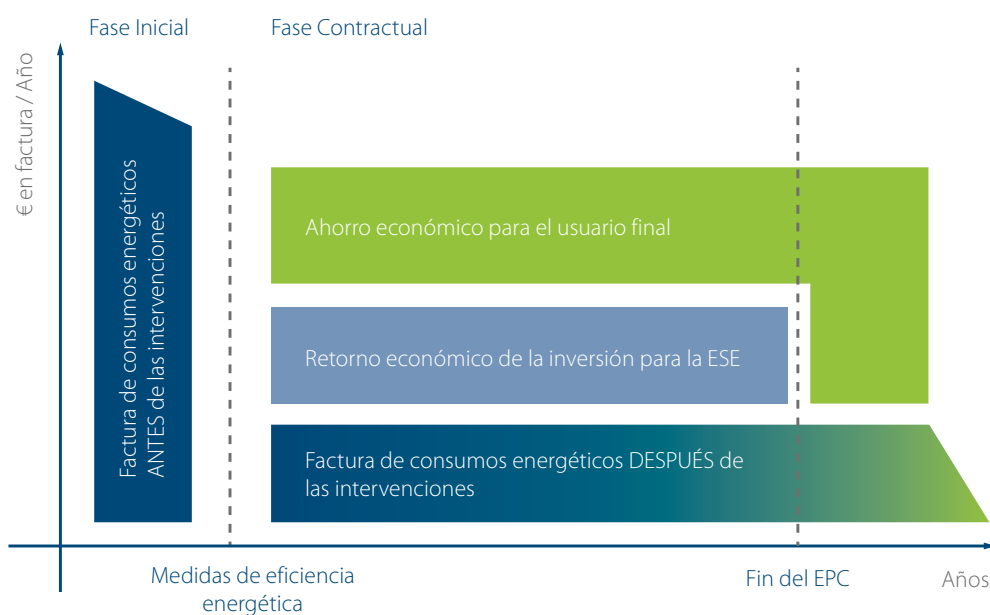 Fase Inicial
Fase Contractual
€ en factura / Año
Factura de consumos energéticos
ANTES de las intervenciones
Ahorro económico para el usuario final
Retorno económico de la inversión para la ESE
Factura de consumos energéticos DESPUÉS de
las intervenciones
Medidas de eficiencia
energética
Fin del EPC
Años